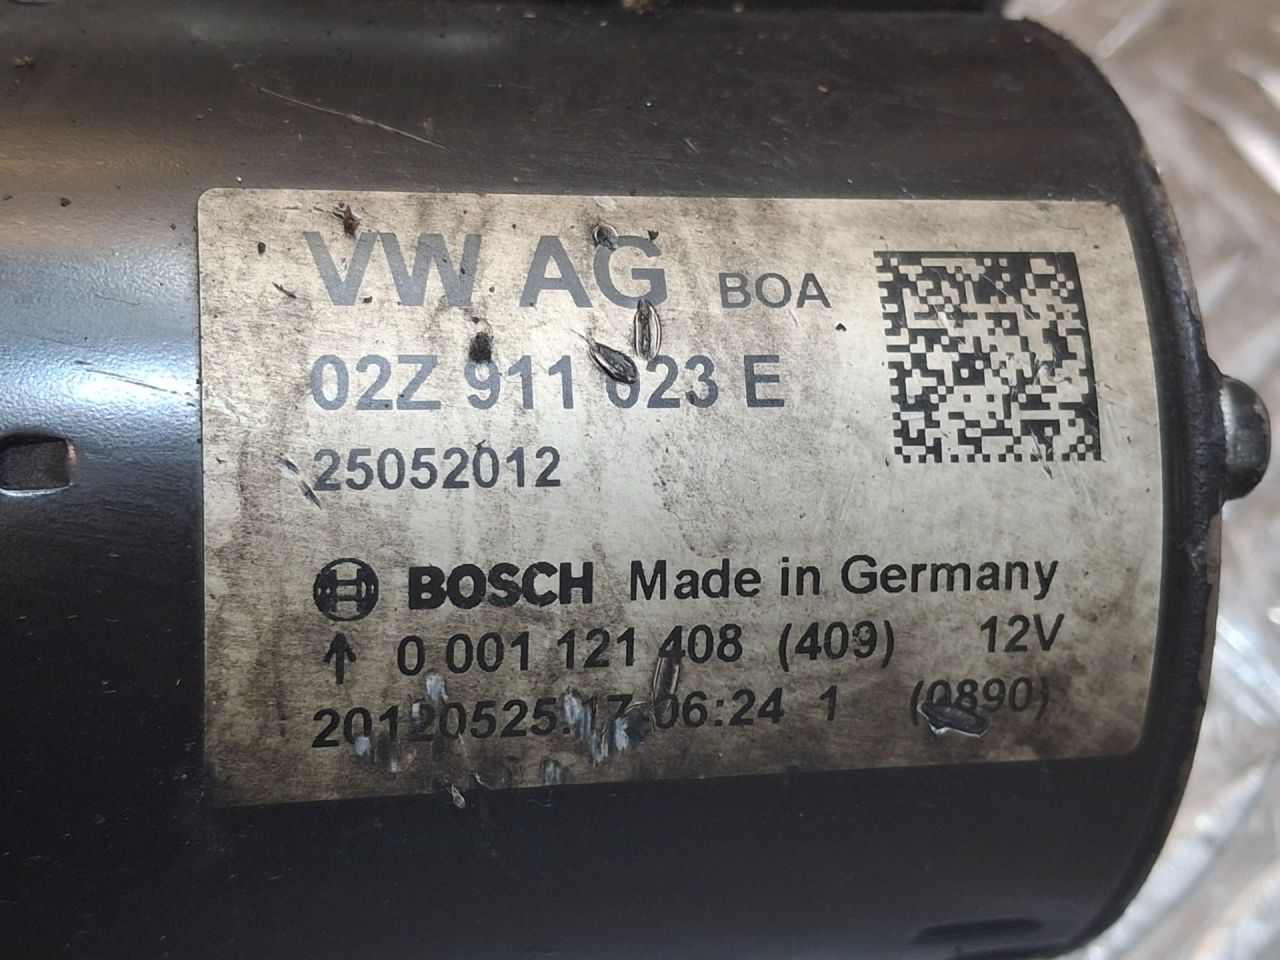 VW AG BOA
02Z 911 023 E
25052012
BOSCH Made in Germany
↑ 0 001 121 408 (409) 12V
20120525:17:06:24 1 (0890)